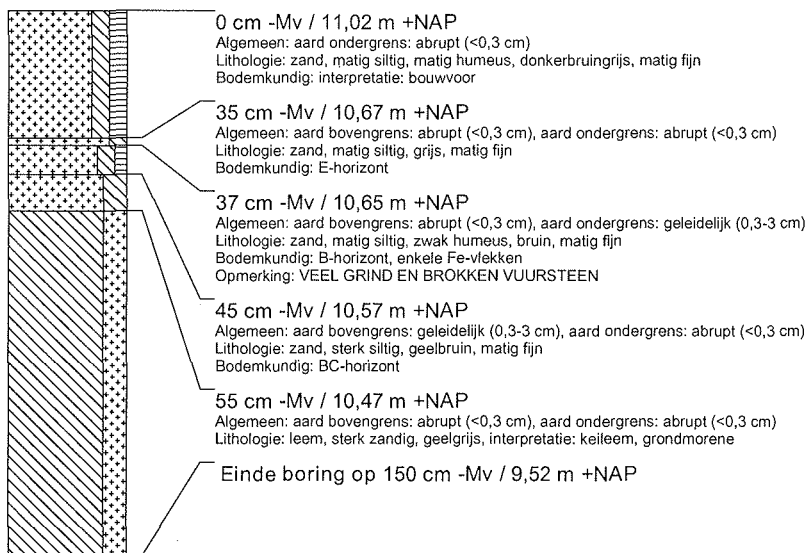 0 cm -Mv / 11,02 m +NAP
Algemeen: aard ondergrens: abrupt (<0,3 cm)
Lithologie: zand, matig siltig, matig humeus, donkerbruingrijs, matig fijn
Bodemkundig: interpretatie: bouwvoor
35 cm -Mv / 10,67 m +NAP
Algemeen: aard bovengrens: abrupt (<0,3 cm), aard ondergrens: abrupt (<0,3 cm)
Lithologie: zand, matig siltig, grijs, matig fijn
Bodemkundig: E-horizont
37 cm -Mv / 10,65 m +NAP
Algemeen: aard bovengrens: abrupt (<0,3 cm), aard ondergrens: geleidelijk (0,3-3 cm)
Lithologie: zand, matig siltig, zwak humeus, bruin, matig fijn
Bodemkundig: B-horizont, enkele Fe-vlekken
Opmerking: VEEL GRIND EN BROKKEN VUURSTEEN
45 cm -Mv / 10,57 m +NAP
Algemeen: aard bovengrens: geleidelijk (0,3-3 cm), aard ondergrens: abrupt (<0,3 cm)
Lithologie: zand, sterk siltig, geelbruin, matig fijn
Bodemkundig: BC-horizont
55 cm -Mv / 10,47 m +NAP
Algemeen: aard bovengrens: abrupt (<0,3 cm), aard ondergrens: abrupt (<0,3 cm)
Lithologie: leem, sterk zandig, geelgrijs, interpretatie: keileem, grondmorene
Einde boring op 150 cm -Mv / 9,52 m +NAP